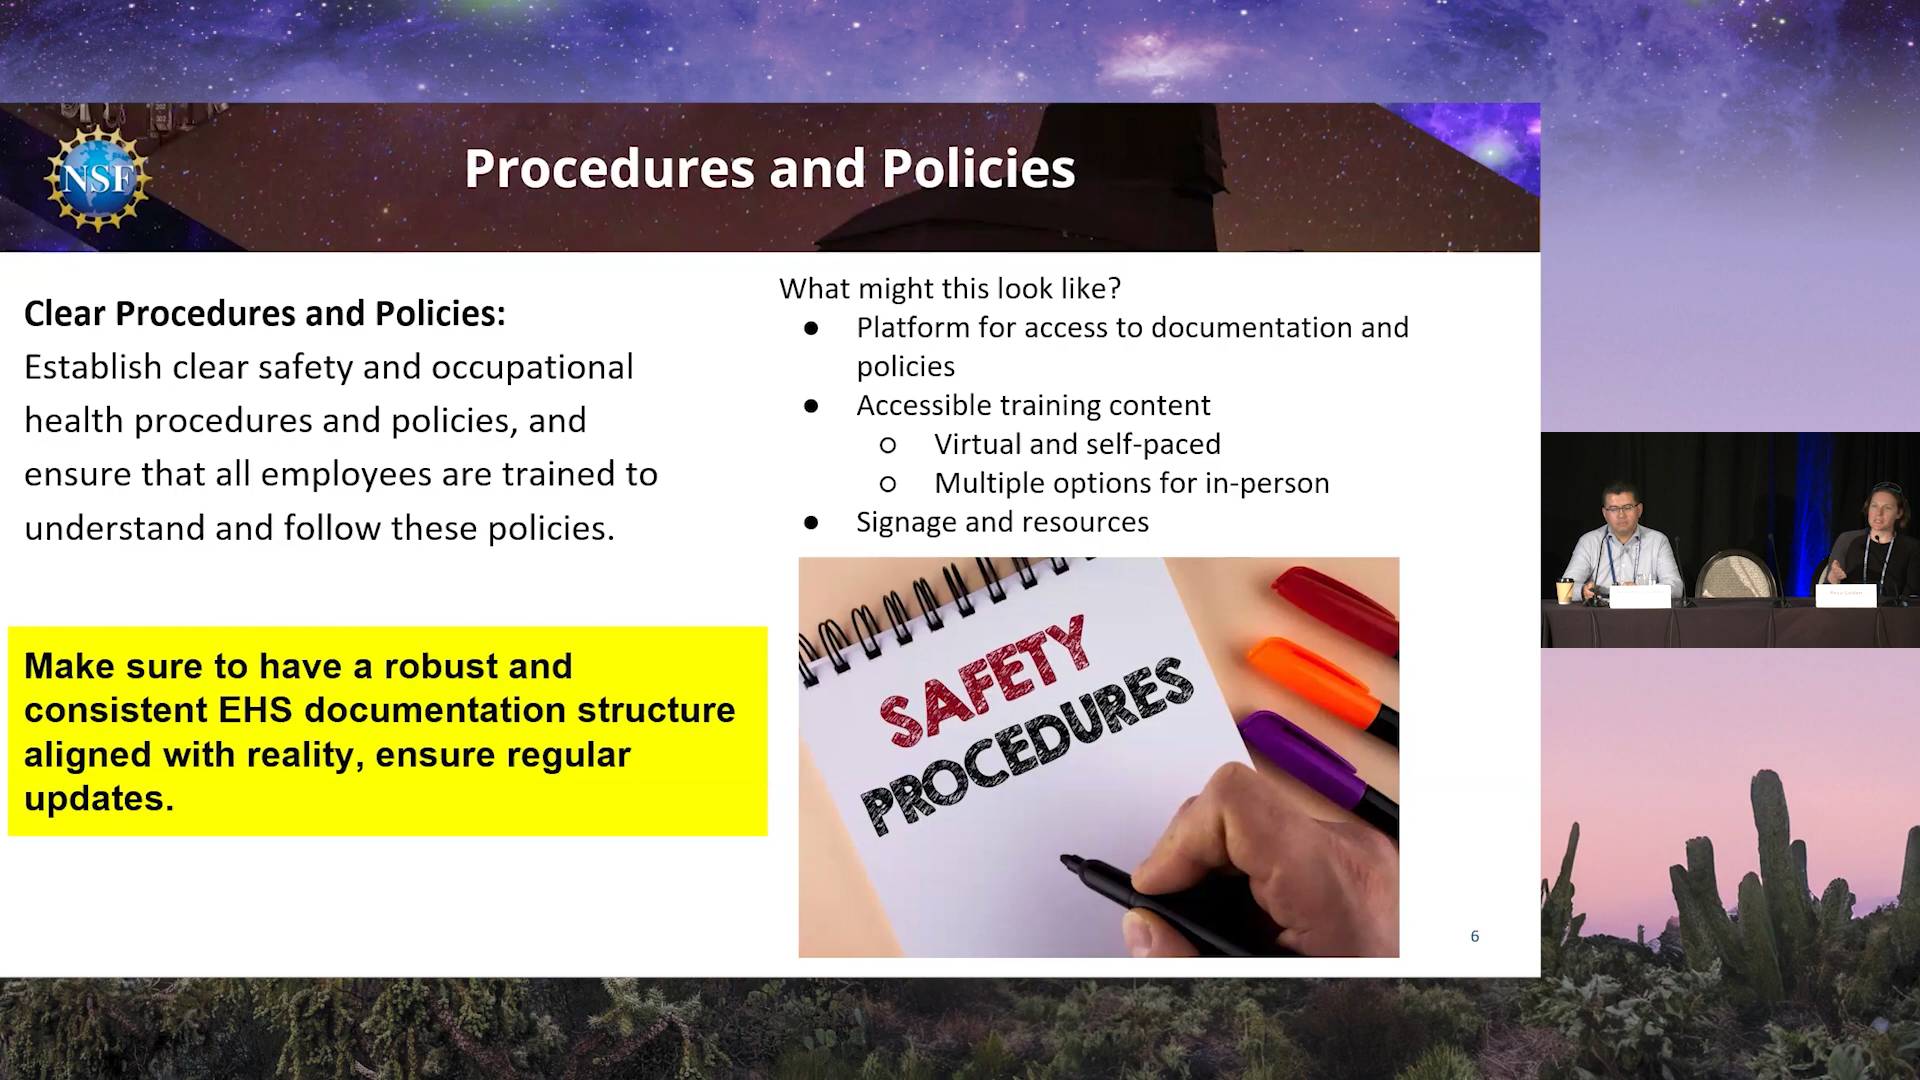 NSF
Procedures and Policies
Clear Procedures and Policies:
Establish clear safety and occupational
health procedures and policies, and
ensure that all employees are trained to
understand and follow these policies.
Make sure to have a robust and
consistent EHS documentation structure
aligned with reality, ensure regular
updates.
What might this look like?
● Platform for access to documentation and
policies
● Accessible training content
○ Virtual and self-paced
○ Multiple options for in-person
● Signage and resources
SAFETY
PROCEDURES
6